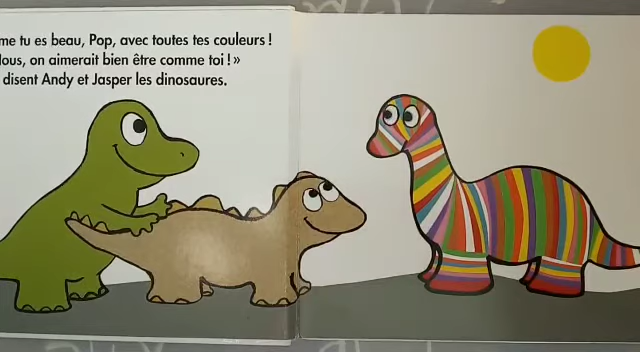 me tu es beau, Pop, avec toutes tes couleurs !
ous, on aimerait bien être comme toi ! »
disent Andy et Jasper les dinosaures.